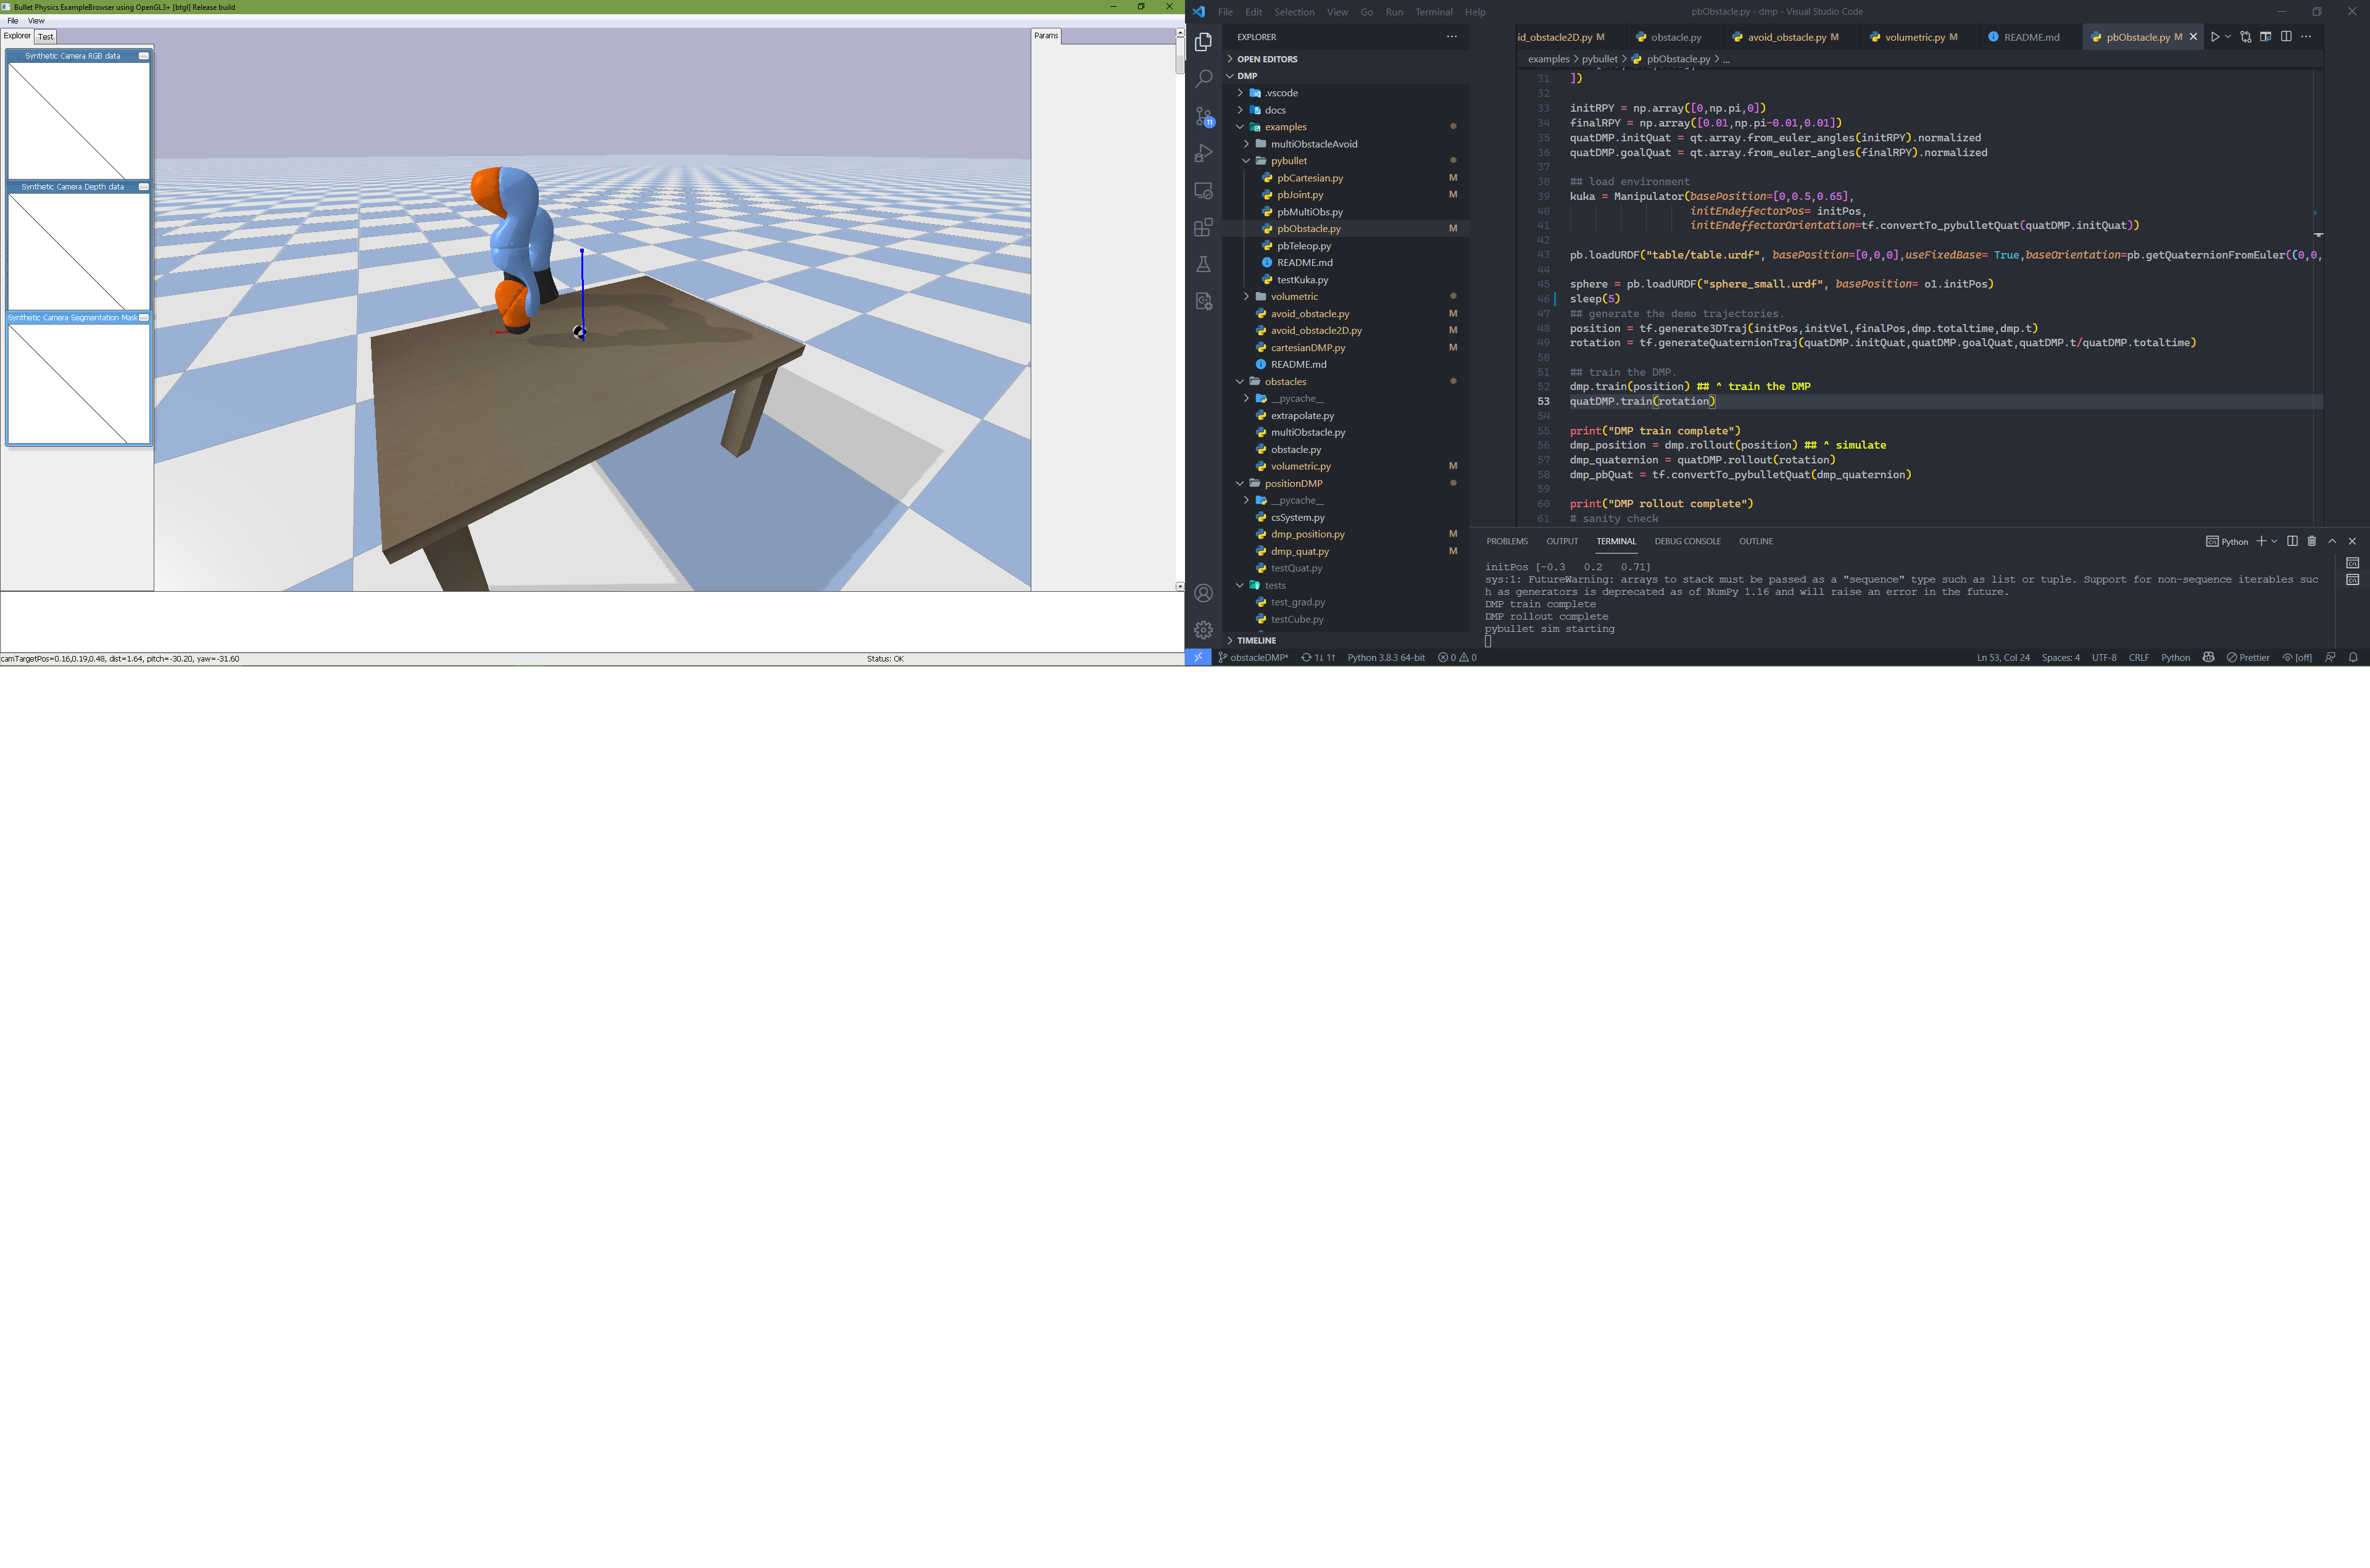 Bullet Physics ExampleBrowser using OpenGL3+ [btgl] Release build
File View
Explorer Test
Params
Synthetic Camera RGB data
Synthetic Camera Depth data
Synthetic Camera Segmentation Mask
camTargetPos=0.16,0.19,0.48, dist=1.64, pitch=-30.20, yaw=-31.60
Status: OK
File Edit Selection View Go Run Terminal Help
pbObstacle.py - dmp - Visual Studio Code
EXPLORER
OPEN EDITORS
DMP
.vscode
docs
examples
multiObstacleAvoid
pybullet
pbCartesian.py M
pbJoint.py M
pbMultiObs.py
pbObstacle.py M
pbTeleop.py
README.md
testKuka.py
volumetric
avoid_obstacle.py M
avoid_obstacle2D.py M
cartesianDMP.py M
README.md
obstacles
__pycache__
extrapolate.py
multiObstacle.py
obstacle.py
volumetric.py M
positionDMP
__pycache__
csSystem.py
dmp_position.py M
dmp_quat.py M
testQuat.py
tests
test_grad.py
testCube.py
TIMELINE
11
id_obstacle2D.py M obstacle.py avoid_obstacle.py M volumetric.py M README.md pbObstacle.py M
examples > pybullet > pbObstacle.py > ...
31 ])
32
33 initRPY = np.array([0,np.pi,0])
34 finalRPY = np.array([0.01,np.pi-0.01,0.01])
35 quatDMP.initQuat = qt.array.from_euler_angles(initRPY).normalized
36 quatDMP.goalQuat = qt.array.from_euler_angles(finalRPY).normalized
37
38 ## load environment
39 kuka = Manipulator(basePosition=[0,0.5,0.65],
40 initEndeffectorPos= initPos,
41 initEndeffectorOrientation=tf.convertTo_pybulletQuat(quatDMP.initQuat))
42
43 pb.loadURDF("table/table.urdf", basePosition=[0,0,0],useFixedBase= True,baseOrientation=pb.getQuaternionFromEuler((0,0,
44
45 sphere = pb.loadURDF("sphere_small.urdf", basePosition= o1.initPos)
46 sleep(5)
47 ## generate the demo trajectories.
48 position = tf.generate3DTraj(initPos,initVel,finalPos,dmp.totaltime,dmp.t)
49 rotation = tf.generateQuaternionTraj(quatDMP.initQuat,quatDMP.goalQuat,quatDMP.t/quatDMP.totaltime)
50
51 ## train the DMP.
52 dmp.train(position) ## ^ train the DMP
53 quatDMP.train(rotation)
54
55 print("DMP train complete")
56 dmp_position = dmp.rollout(position) ## ^ simulate
57 dmp_quaternion = quatDMP.rollout(rotation)
58 dmp_pbQuat = tf.convertTo_pybulletQuat(dmp_quaternion)
59
60 print("DMP rollout complete")
61 # sanity check
PROBLEMS OUTPUT TERMINAL DEBUG CONSOLE OUTLINE
Python
initPos [-0.3 0.2 0.71]
sys:1: FutureWarning: arrays to stack must be passed as a "sequence" type such as list or tuple. Support for non-sequence iterables suc
h as generators is deprecated as of NumPy 1.16 and will raise an error in the future.
DMP train complete
DMP rollout complete
pybullet sim starting
obstacleDMP* 1↓ 1↑ Python 3.8.3 64-bit 0 0
Ln 53, Col 24 Spaces: 4 UTF-8 CRLF Python Prettier [off]